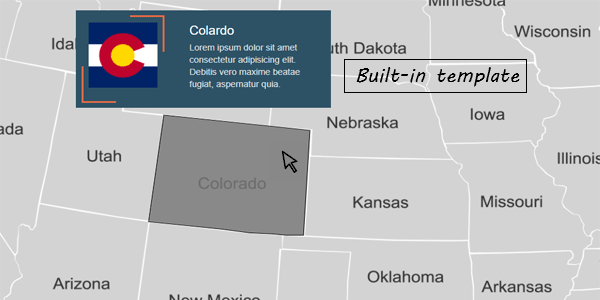 Minnesota
Wisconsin
Colardo
Lorem ipsum dolor sit amet
consectetur adipisicing elit.
Debitis vero maxime beatae
fugiat, aspernatur quia.
Idah
uth Dakota
Built-in template
Nebraska
Iowa
ada
Utah
Illinois
Colorado
Kansas
Missouri
Arizona
New Mexico
Oklahoma
Arkansas